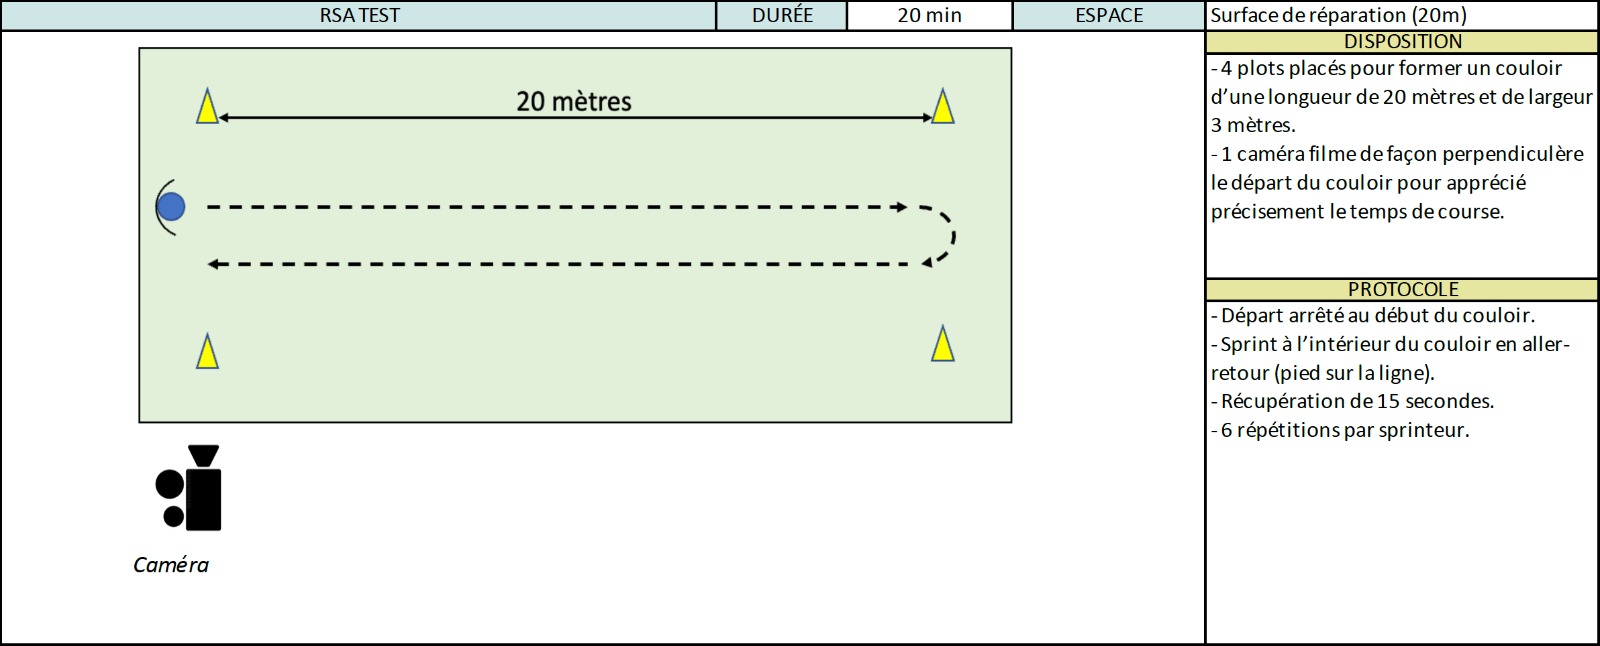 RSA TEST
DURÉE
20 min
ESPACE
Surface de réparation (20m)
20 mètres
Caméra
DISPOSITION
- 4 plots placés pour former un couloir
d’une longueur de 20 mètres et de largeur
3 mètres.
- 1 caméra filme de façon perpendiculère
le départ du couloir pour apprécié
précisement le temps de course.
PROTOCOLE
- Départ arrêté au début du couloir.
- Sprint à l’intérieur du couloir en aller-
retour (pied sur la ligne).
- Récupération de 15 secondes.
- 6 répétitions par sprinteur.